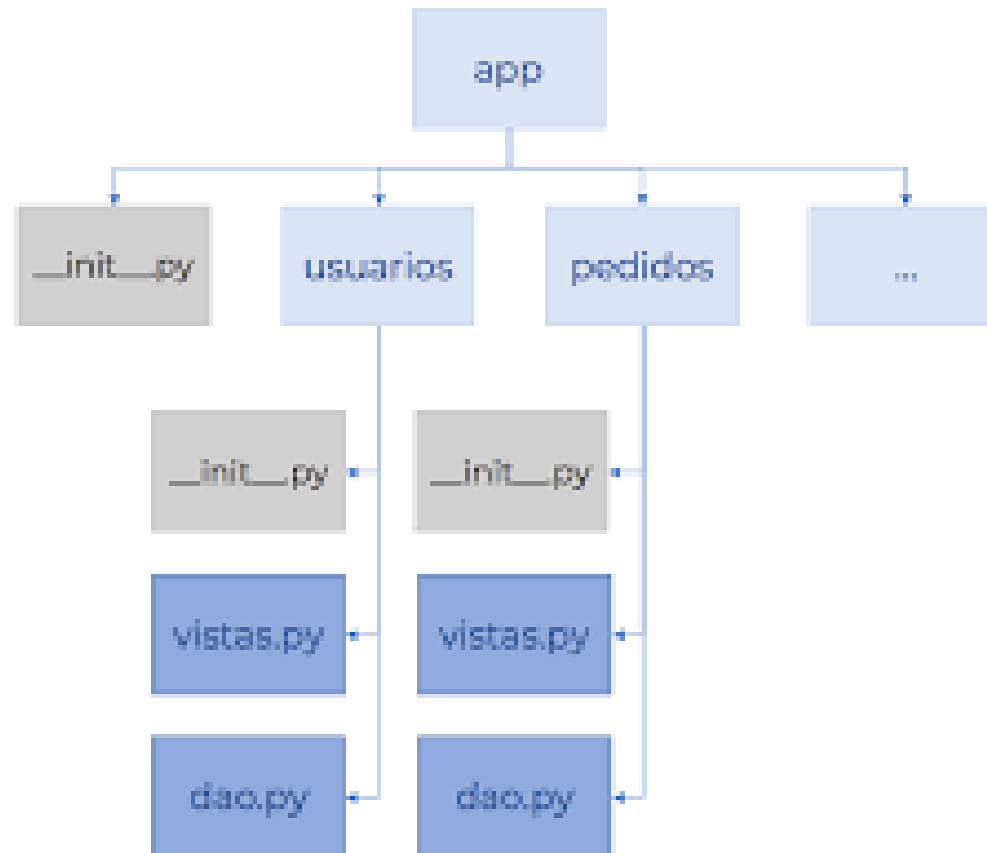 app
__init__.py
usuarios
pedidos
...
__init__.py
__init__.py
vistas.py
vistas.py
dao.py
dao.py